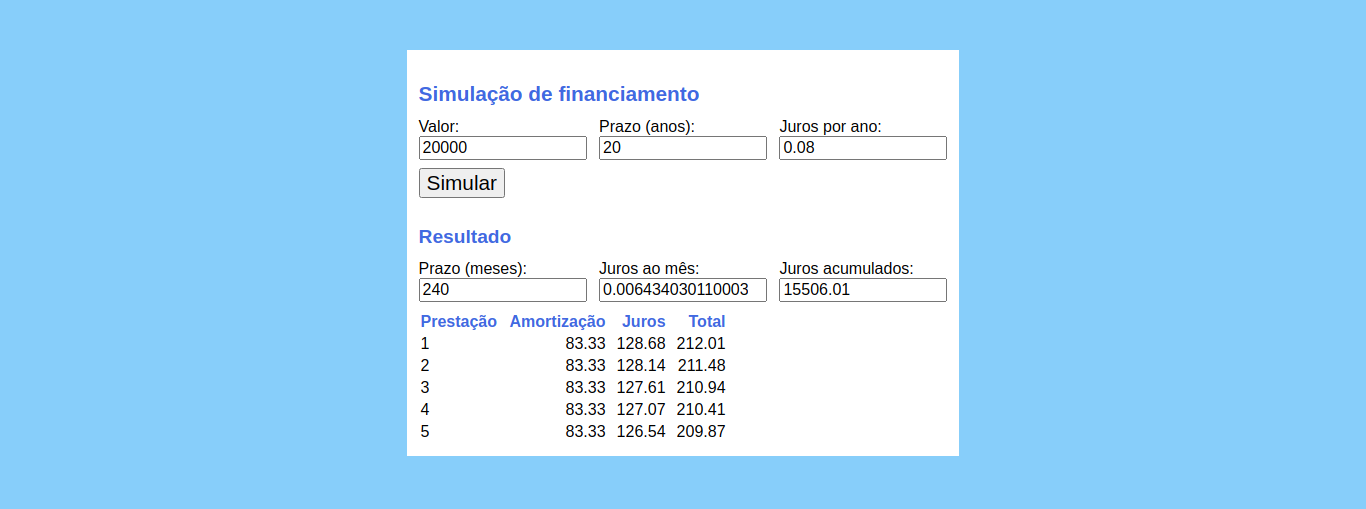 Simulação de financiamento
Valor: Prazo (anos): Juros por ano:
20000 20 0.08
Simular
Resultado
Prazo (meses): Juros ao mês: Juros acumulados:
240 0.006434030110003 15506.01
Prestação Amortização Juros Total
1 83.33 128.68 212.01
2 83.33 128.14 211.48
3 83.33 127.61 210.94
4 83.33 127.07 210.41
5 83.33 126.54 209.87